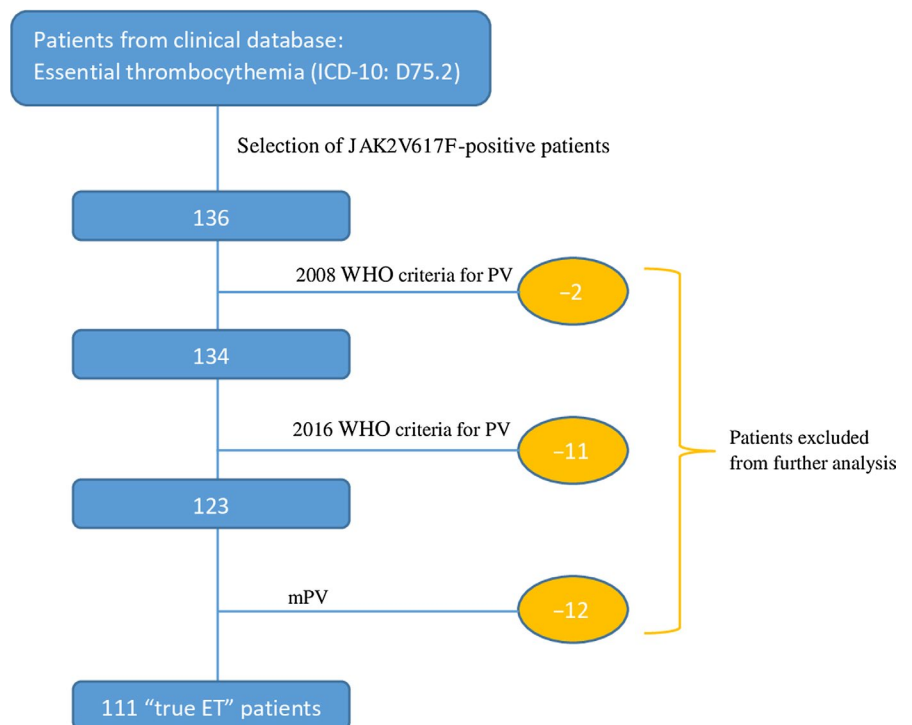 Patients from clinical database:
Essential thrombocythemia (ICD-10: D75.2)
Selection of JAK2V617F-positive patients
136
2008 WHO criteria for PV
–2
134
2016 WHO criteria for PV
–11
Patients excluded
from further analysis
123
mPV
–12
111 “true ET” patients